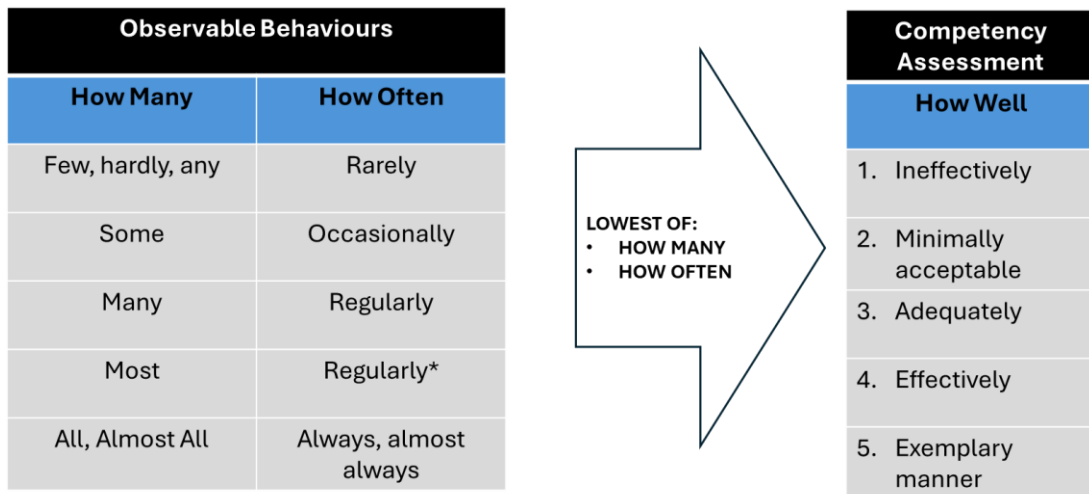 Observable Behaviours
How Many How Often
Few, hardly, any Rarely
Some Occasionally
Many Regularly
Most Regularly*
All, Almost All Always, almost
always
LOWEST OF:
• HOW MANY
• HOW OFTEN
Competency
Assessment
How Well
1. Ineffectively
2. Minimally
acceptable
3. Adequately
4. Effectively
5. Exemplary
manner